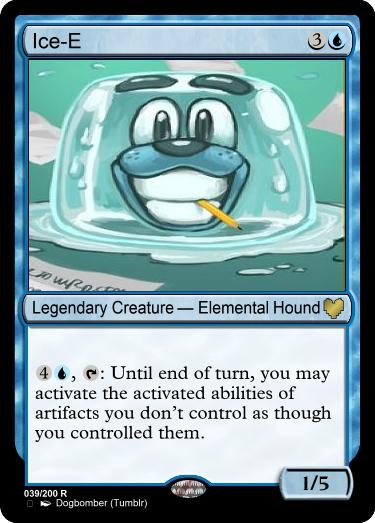 Ice-E 3
Legendary Creature — Elemental Hound
4 , : Until end of turn, you may
activate the activated abilities of
artifacts you don't control as though
you controlled them.
1/5
039/200 R
Dogbomber (Tumblr)